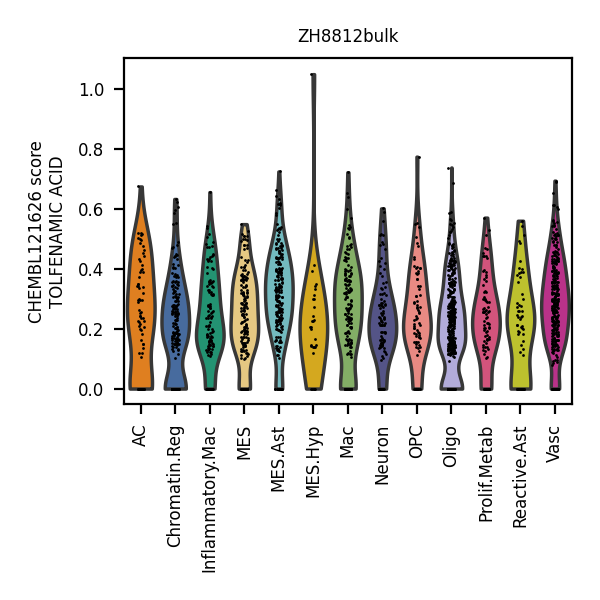 ZH8812bulk
CHEMBL121626 score
TOLFENAMIC ACID
1.0
0.8
0.6
0.4
0.2
0.0
AC
Chromatin.Reg
Inflammatory.Mac
MES
MES.Ast
MES.Hyp
Mac
Neuron
OPC
Oligo
Prolif.Metab
Reactive.Ast
Vasc